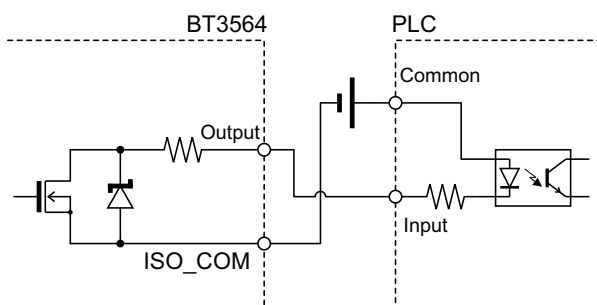 BT3564
PLC
Common
Output
Input
ISO_COM